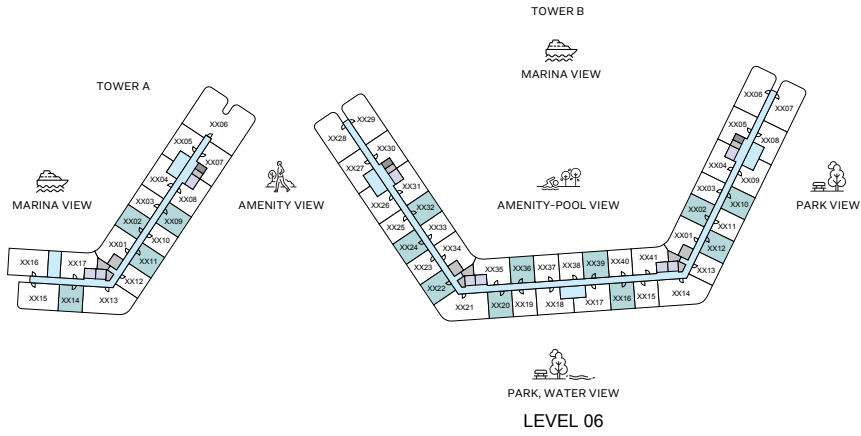 TOWER B
MARINA VIEW
TOWER A
MARINA VIEW
AMENITY VIEW
AMENITY-POOL VIEW
PARK VIEW
XX06
XX05
XX07
XX04
XX08
XX03
XX09
XX02
XX10
XX01
XX11
XX12
XX16
XX17
XX15
XX14
XX13
XX29
XX28
XX30
XX27
XX31
XX26
XX32
XX25
XX33
XX24
XX34
XX23
XX22
XX21
XX35
XX36
XX37
XX38
XX39
XX40
XX41
XX20
XX19
XX18
XX17
XX16
XX15
XX14
XX06
XX07
XX05
XX08
XX04
XX09
XX03
XX10
XX02
XX11
XX01
XX12
XX13
PARK, WATER VIEW
LEVEL 06